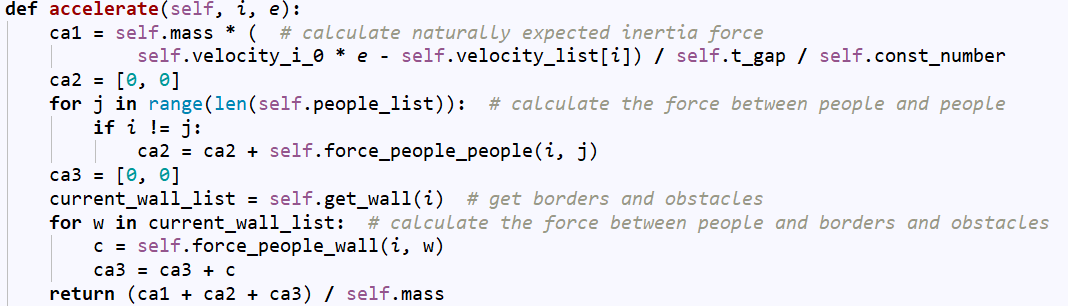 def accelerate(self, i, e):
    ca1 = self.mass * (  # calculate naturally expected inertia force
            self.velocity_i_0 * e - self.velocity_list[i]) / self.t_gap / self.const_number
    ca2 = [0, 0]
    for j in range(len(self.people_list)):  # calculate the force between people and people
        if i != j:
            ca2 = ca2 + self.force_people_people(i, j)
    ca3 = [0, 0]
    current_wall_list = self.get_wall(i)  # get borders and obstacles
    for w in current_wall_list:  # calculate the force between people and borders and obstacles
        c = self.force_people_wall(i, w)
        ca3 = ca3 + c
    return (ca1 + ca2 + ca3) / self.mass